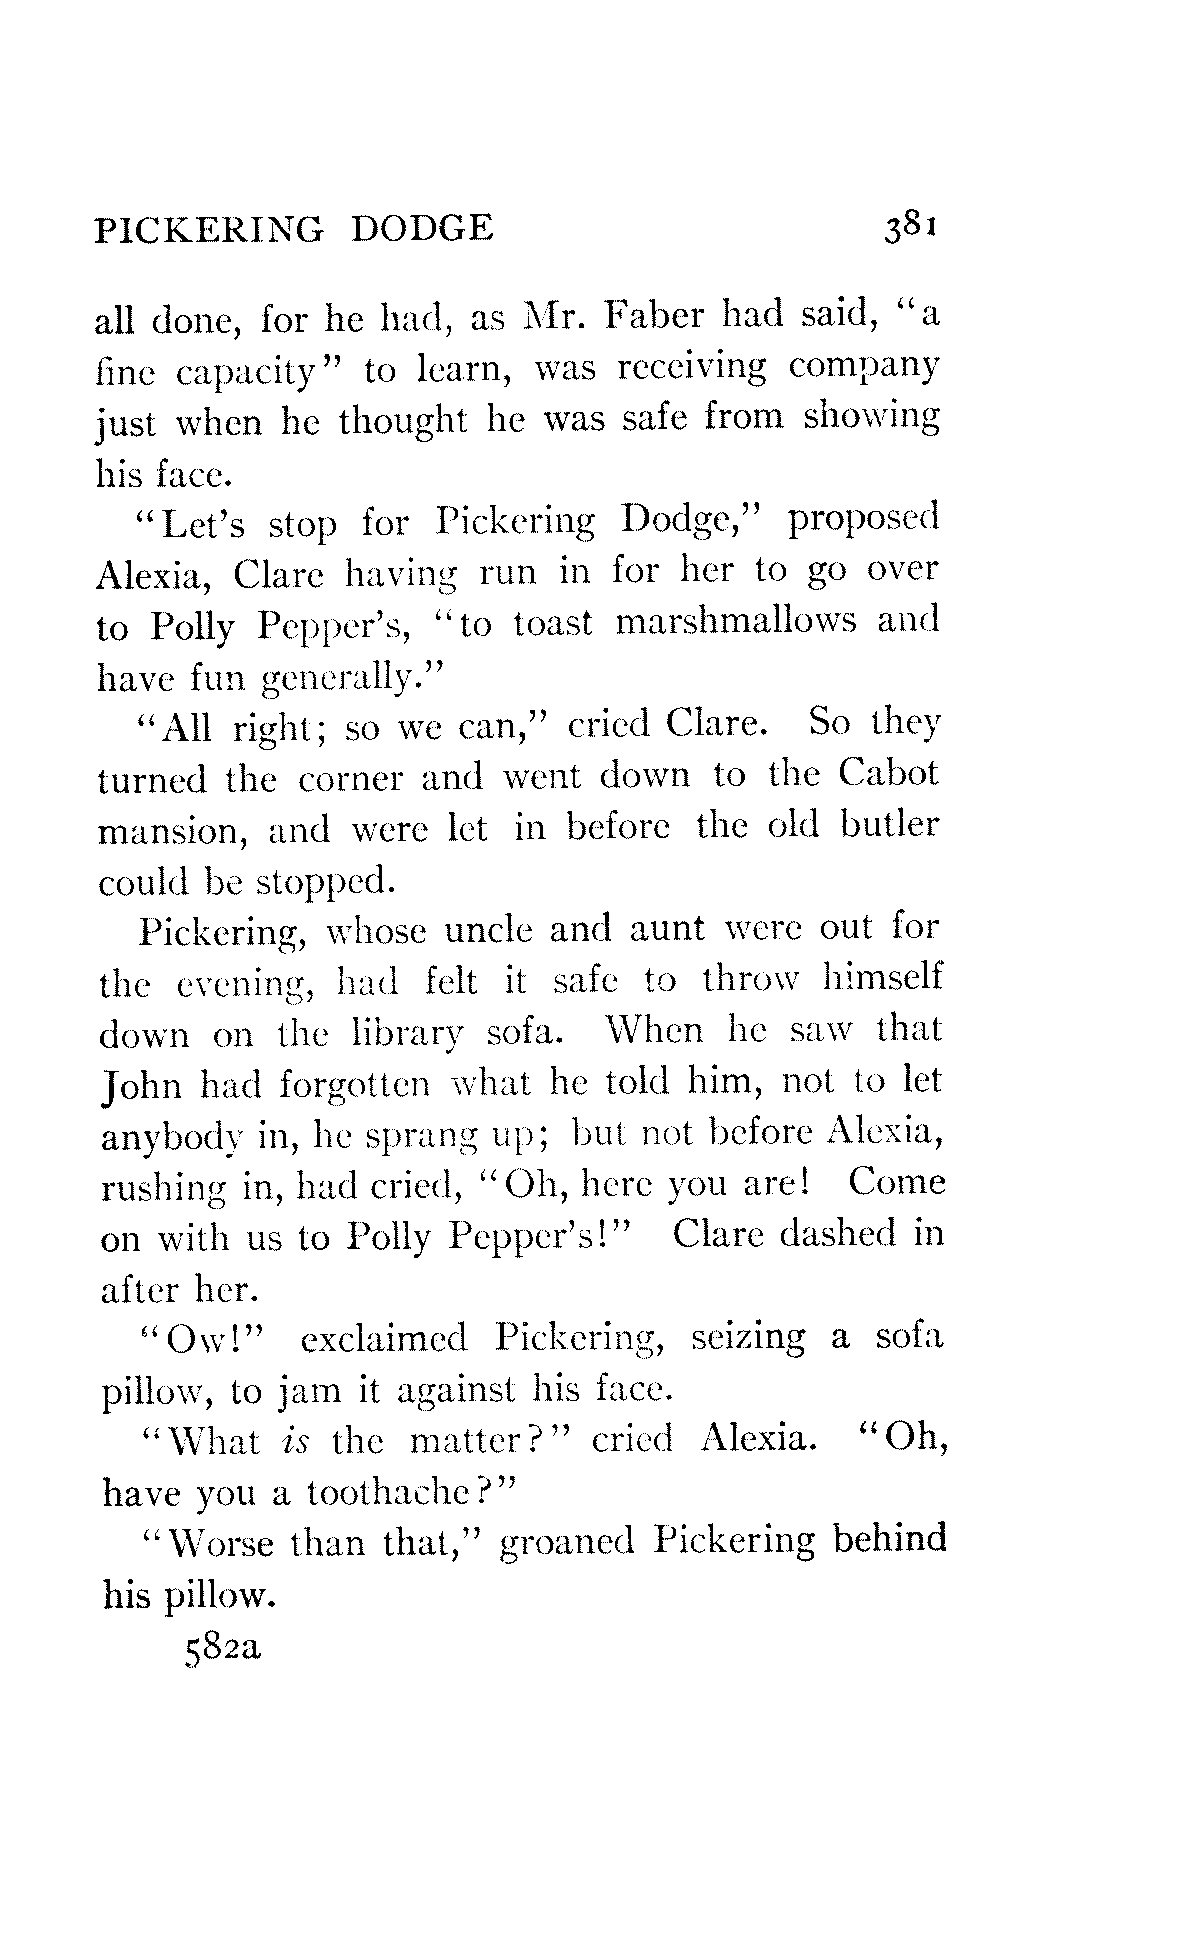 PICKERING DODGE 381
all done, for he had, as Mr. Faber had said, “a
fine capacity” to learn, was receiving company
just when he thought he was safe from showing
his face.
“Let’s stop for Pickering Dodge,” proposed
Alexia, Clare having run in for her to go over
to Polly Pepper’s, “to toast marshmallows and
have fun generally.”
“All right; so we can,” cried Clare. So they
turned the corner and went down to the Cabot
mansion, and were let in before the old butler
could be stopped.
Pickering, whose uncle and aunt were out for
the evening, had felt it safe to throw himself
down on the library sofa. When he saw that
John had forgotten what he told him, not to let
anybody in, he sprang up; but not before Alexia,
rushing in, had cried, “Oh, here you are! Come
on with us to Polly Pepper’s!” Clare dashed in
after her.
“Ow!” exclaimed Pickering, seizing a sofa
pillow, to jam it against his face.
“What is the matter?” cried Alexia. “Oh,
have you a toothache?”
“Worse than that,” groaned Pickering behind
his pillow.
582a